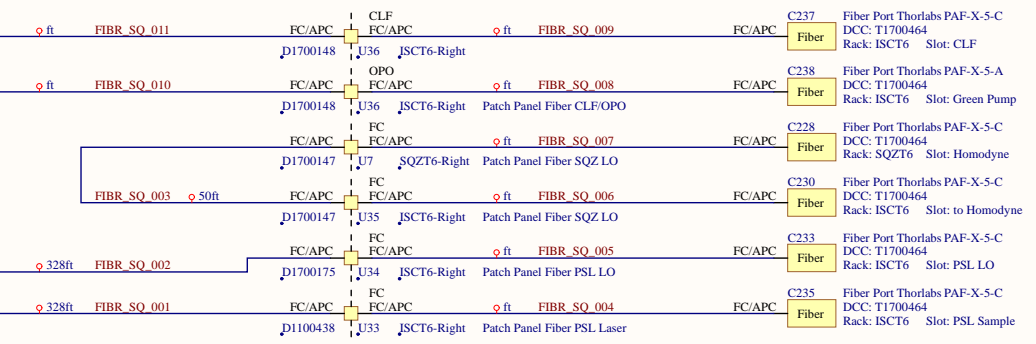 CLF C237 Fiber Port Thorlabs PAF-X-5-C
ft FIBR_SQ_011 FC/APC FC/APC ft FIBR_SQ_009 FC/APC Fiber DCC: T1700464
D1700148 U36 ISCT6-Right Rack: ISCT6 Slot: CLF
OPO C238 Fiber Port Thorlabs PAF-X-5-A
ft FIBR_SQ_010 FC/APC FC/APC ft FIBR_SQ_008 FC/APC Fiber DCC: T1700464
D1700148 U36 ISCT6-Right Patch Panel Fiber CLF/OPO Rack: ISCT6 Slot: Green Pump
FC C228 Fiber Port Thorlabs PAF-X-5-C
FC/APC FC/APC ft FIBR_SQ_007 FC/APC Fiber DCC: T1700464
D1700147 U7 SQZT6-Right Patch Panel Fiber SQZ LO Rack: SQZT6 Slot: Homodyne
FC C230 Fiber Port Thorlabs PAF-X-5-C
FIBR_SQ_003 50ft FC/APC FC/APC ft FIBR_SQ_006 FC/APC Fiber DCC: T1700464
D1700147 U35 ISCT6-Right Patch Panel Fiber SQZ LO Rack: ISCT6 Slot: to Homodyne
FC C233 Fiber Port Thorlabs PAF-X-5-C
328ft FIBR_SQ_002 FC/APC FC/APC ft FIBR_SQ_005 FC/APC Fiber DCC: T1700464
D1700175 U34 ISCT6-Right Patch Panel Fiber PSL LO Rack: ISCT6 Slot: PSL LO
FC C235 Fiber Port Thorlabs PAF-X-5-C
328ft FIBR_SQ_001 FC/APC FC/APC ft FIBR_SQ_004 FC/APC Fiber DCC: T1700464
D1100438 U33 ISCT6-Right Patch Panel Fiber PSL Laser Rack: ISCT6 Slot: PSL Sample